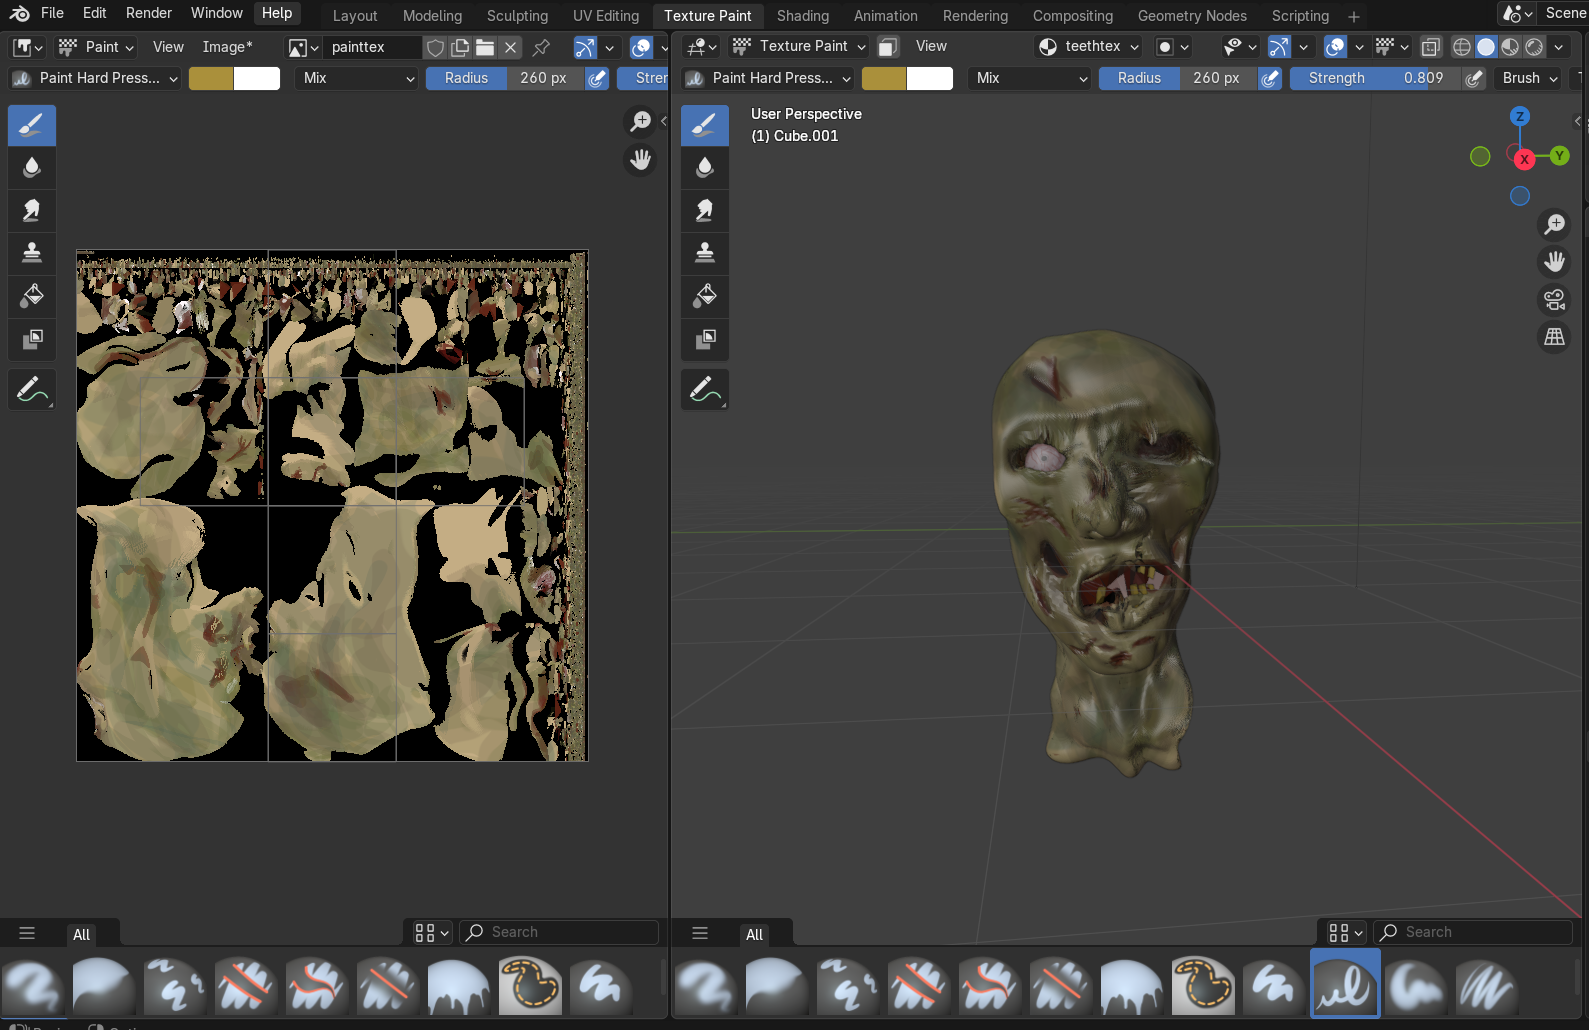 File Edit Render Window Help Layout Modeling Sculpting UV Editing Texture Paint Shading Animation Rendering Compositing Geometry Nodes Scripting + Scene
Paint View Image* painttex
Texture Paint View teethtex
Paint Hard Press... Mix Radius 260 px Stren
Paint Hard Press... Mix Radius 260 px Strength 0.809 Brush
User Perspective
(1) Cube.001
Z
X
Y
All Search
All Search